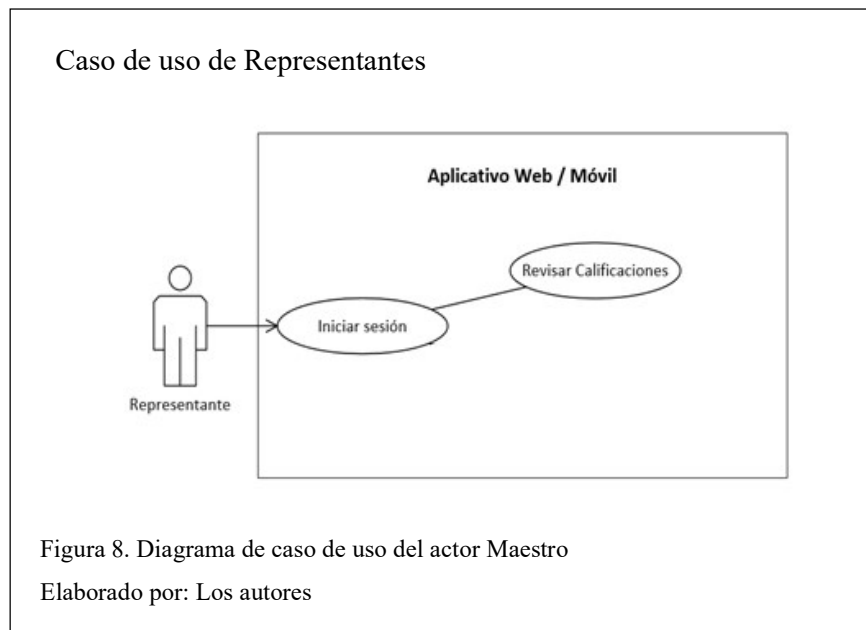 Caso de uso de Representantes
Aplicativo Web / Móvil
Revisar Calificaciones
Iniciar sesión
Representante
Figura 8. Diagrama de caso de uso del actor Maestro
Elaborado por: Los autores